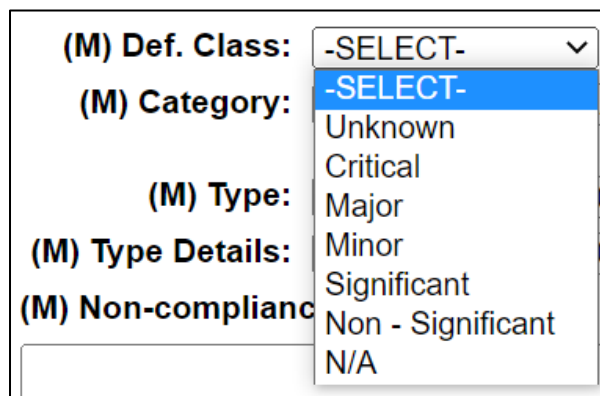 (M) Def. Class: -SELECT-
-SELECT-
(M) Category:
Unknown
Critical
(M) Type:
Major
Minor
(M) Type Details:
Significant
(M) Non-complianc
Non - Significant
N/A